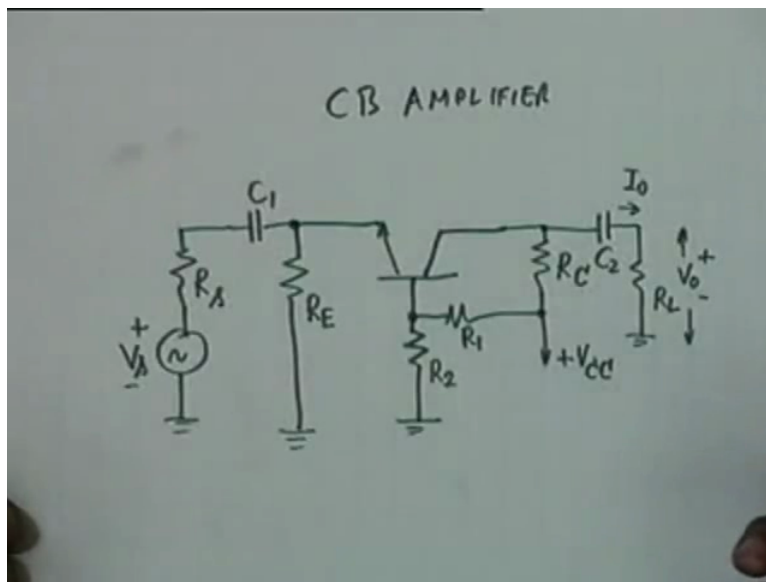 CB AMPLIFIER
C1
I0
Rs
RE
RC
C2
RL
+
V0
-
+
Vs
-
R1
R2
+VCC